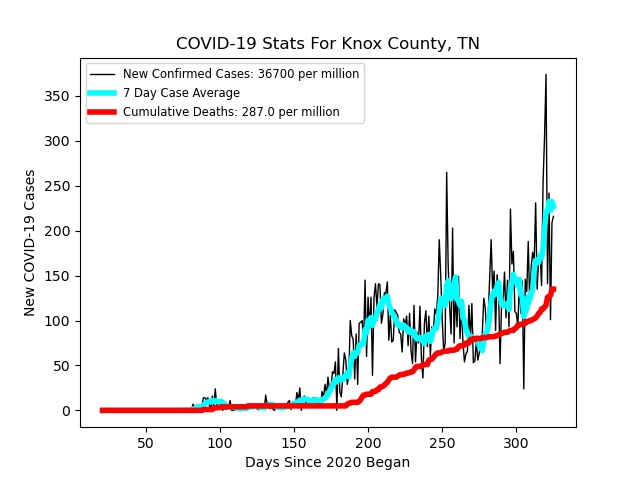 COVID-19 Stats For Knox County, TN
New Confirmed Cases: 36700 per million
7 Day Case Average
Cumulative Deaths: 287.0 per million
New COVID-19 Cases
350
300
250
200
150
100
50
0
50 100 150 200 250 300
Days Since 2020 Began